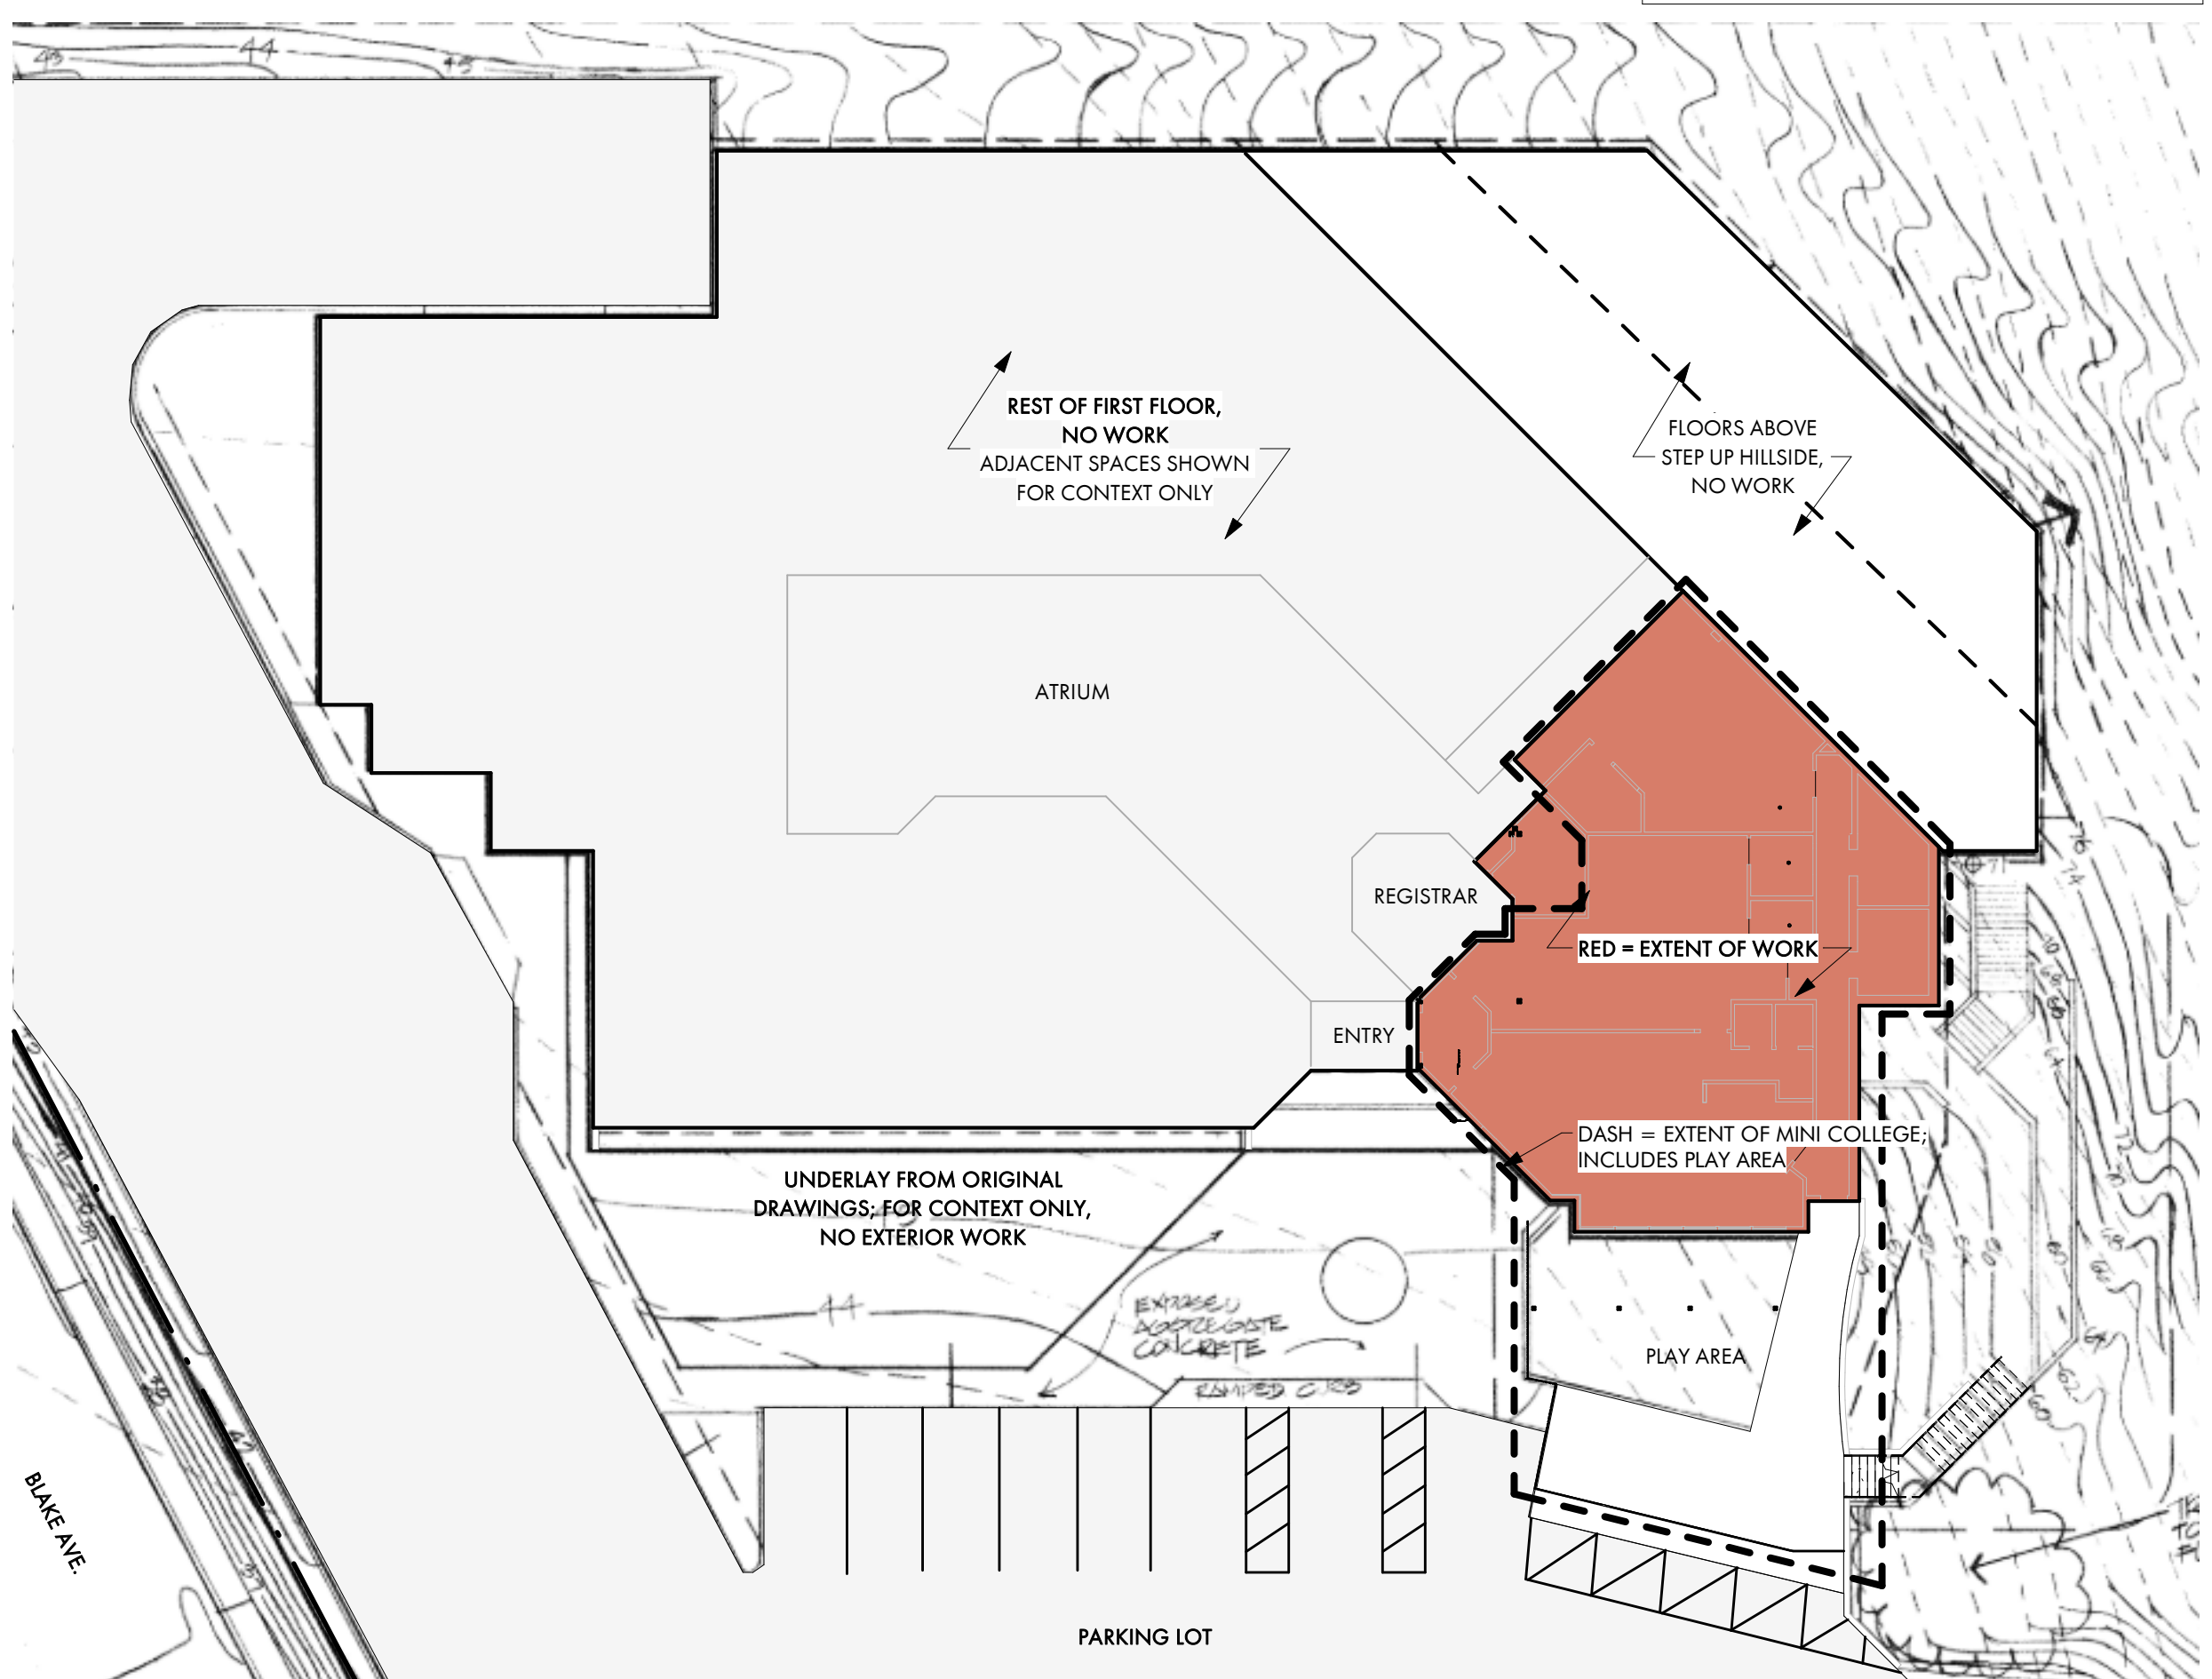 44
REST OF FIRST FLOOR,
NO WORK
ADJACENT SPACES SHOWN
FOR CONTEXT ONLY
FLOORS ABOVE
STEP UP HILLSIDE,
NO WORK
ATRIUM
REGISTRAR
RED = EXTENT OF WORK
ENTRY
DASH = EXTENT OF MINI COLLEGE;
INCLUDES PLAY AREA
UNDERLAY FROM ORIGINAL
DRAWINGS; FOR CONTEXT ONLY,
NO EXTERIOR WORK
44
EXPOSED
AGGREGATE
CONCRETE
RAMPED CURB
PLAY AREA
BLAKE AVE.
PARKING LOT